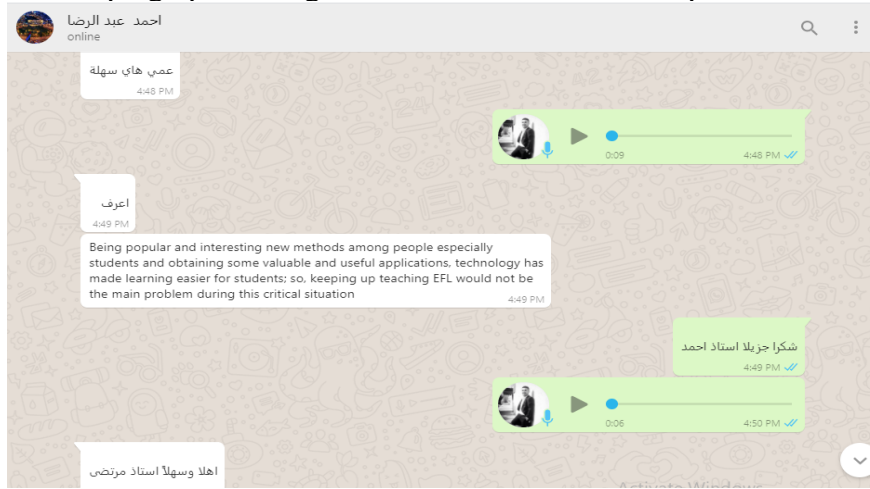 احمد عبد الرضا
online
عمي هاي سهلة
4:48 PM
0:09
4:48 PM
اعرف
4:49 PM
Being popular and interesting new methods among people especially
students and obtaining some valuable and useful applications, technology has
made learning easier for students; so, keeping up teaching EFL would not be
the main problem during this critical situation
4:49 PM
شكرا جزيلا استاذ احمد
4:49 PM
0:06
4:50 PM
اهلا وسهلاً استاذ مرتضى
Activate Windows